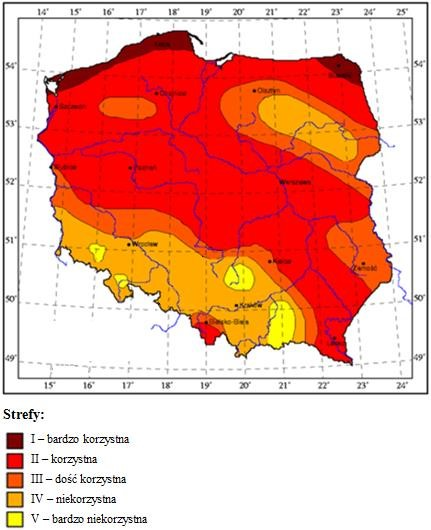 14° 15° 16° 17° 18° 19° 20° 21° 22° 23° 24°
54°
54°
Olsztyn
Szczecin
53°
53°
Poznań
Warszawa
52°
52°
51°
Wrocław
51°
Kielce
Zamość
50°
Kraków
50°
Bielsko-Biała
49°
49°
15° 16° 17° 18° 19° 20° 21° 22° 23° 24°
Strefy:
I – bardzo korzystna
II – korzystna
III – dość korzystna
IV – niekorzystna
V – bardzo niekorzystna